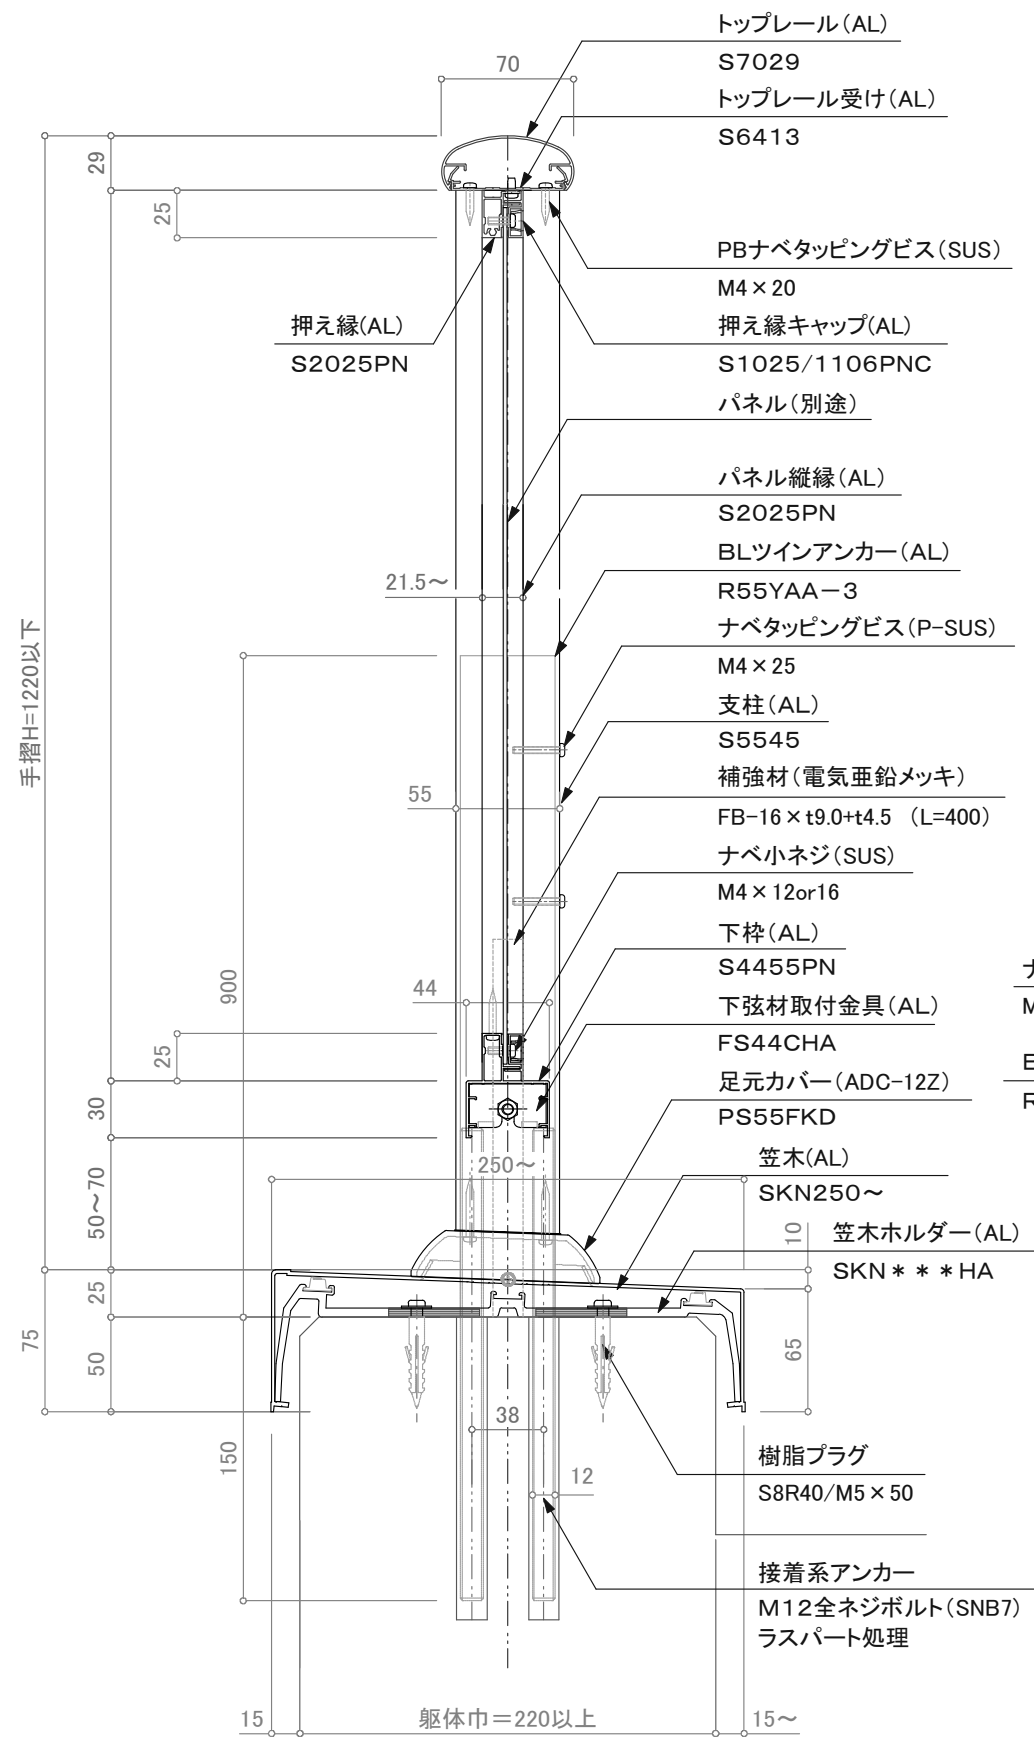 トップレール(AL)
S7029
70
トップレール受け(AL)
S6413
29
25
PBナベタッピングビス(SUS)
M4×20
押え縁(AL)
S2025PN
押え縁キャップ(AL)
S1025/1106PNC
パネル(別途)
パネル縦縁(AL)
S2025PN
BLツインアンカー(AL)
R55YAA−3
21.5〜
ナベタッピングビス(P-SUS)
M4×25
手摺H=1220以下
支柱(AL)
S5545
補強材(電気亜鉛メッキ)
FB-16×t9.0+t4.5 (L=400)
55
ナベ小ネジ(SUS)
M4×12or16
下枠(AL)
S4455PN
900
44
下弦材取付金具(AL)
FS44CHA
ナ
M
25
足元カバー(ADC-12Z)
PS55FKD
30
笠木(AL)
SKN250〜
250〜
50〜70
笠木ホルダー(AL)
SKN＊＊＊HA
10
25
75
50
65
38
150
12
樹脂プラグ
S8R40/M5×50
接着系アンカー
M12全ネジボルト(SNB7)
ラスパート処理
15
躯体巾＝220以上
15〜